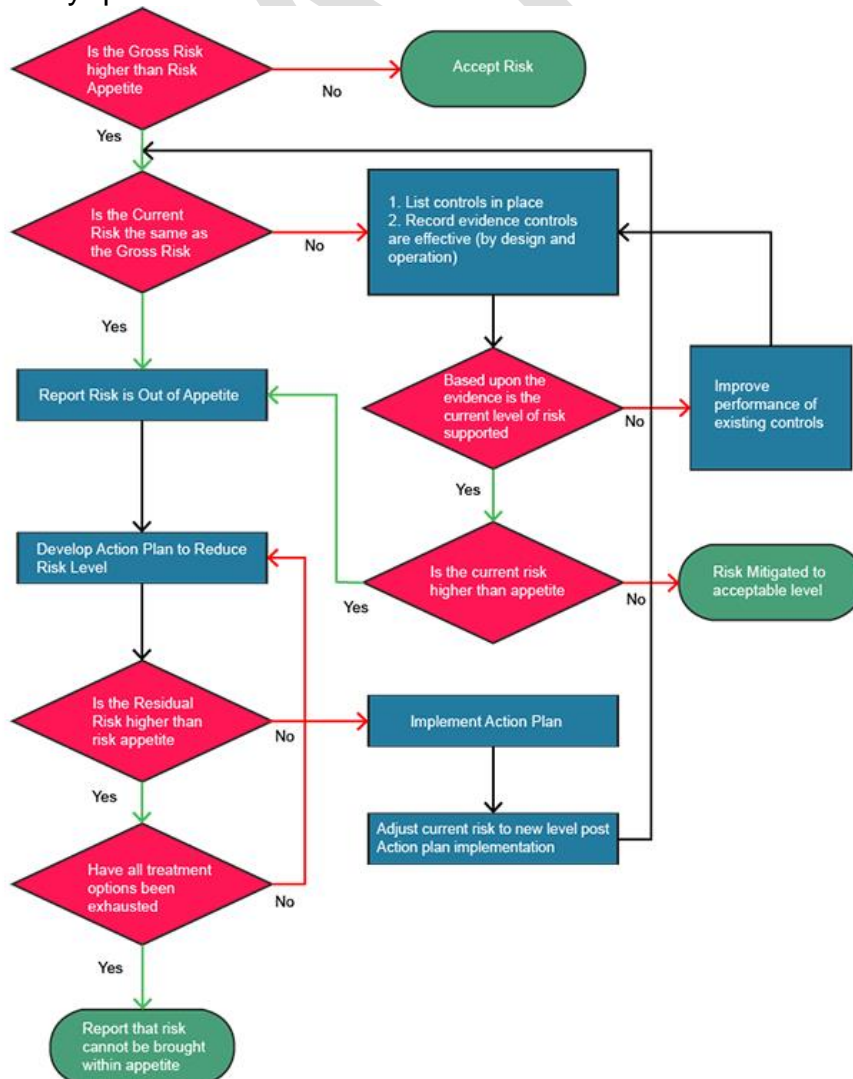 Is the Gross Risk
higher than Risk
Appetite
No
Accept Risk
Yes
Is the Current
Risk the same as
the Gross Risk
No
1. List controls in place
2. Record evidence controls
are effective (by design and
operation)
Yes
Report Risk is Out of Appetite
Based upon the
evidence is the
current level of risk
supported
No
Improve
performance of
existing controls
Yes
Develop Action Plan to Reduce
Risk Level
Is the current risk
higher than appetite
Yes
No
Risk Mitigated to
acceptable level
Is the Residual
Risk higher than
risk appetite
No
Implement Action Plan
Yes
Adjust current risk to new level post
Action plan implementation
Have all treatment
options been
exhausted
No
Yes
Report that risk
cannot be brought
within appetite